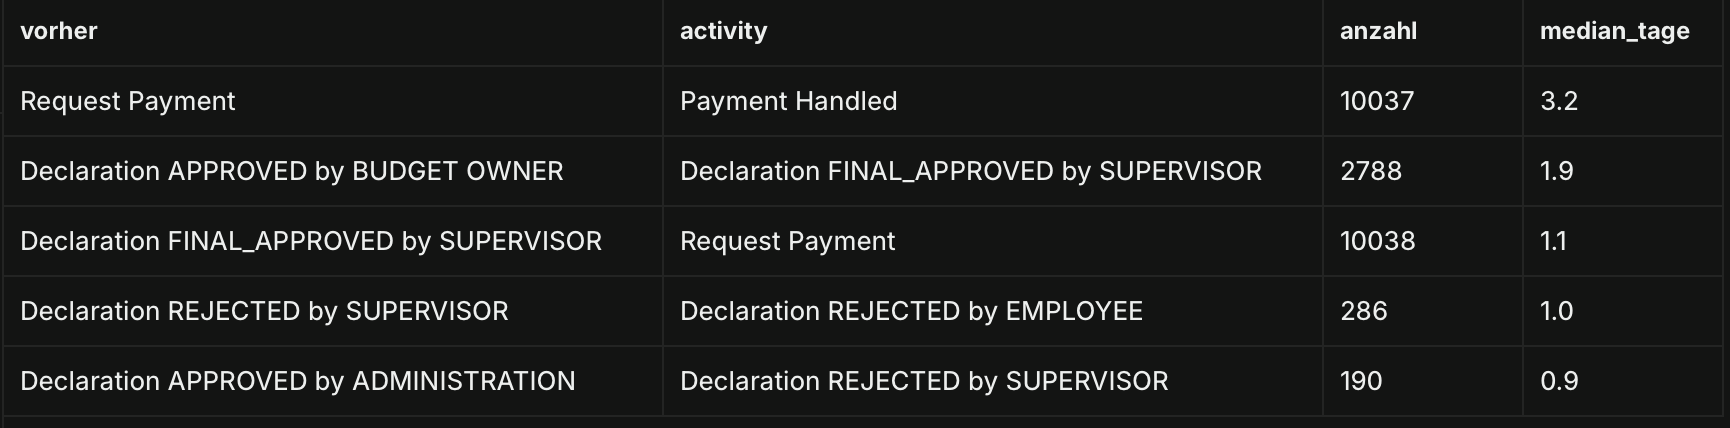 vorher activity anzahl median_tage
Request Payment Payment Handled 10037 3.2
Declaration APPROVED by BUDGET OWNER Declaration FINAL_APPROVED by SUPERVISOR 2788 1.9
Declaration FINAL_APPROVED by SUPERVISOR Request Payment 10038 1.1
Declaration REJECTED by SUPERVISOR Declaration REJECTED by EMPLOYEE 286 1.0
Declaration APPROVED by ADMINISTRATION Declaration REJECTED by SUPERVISOR 190 0.9